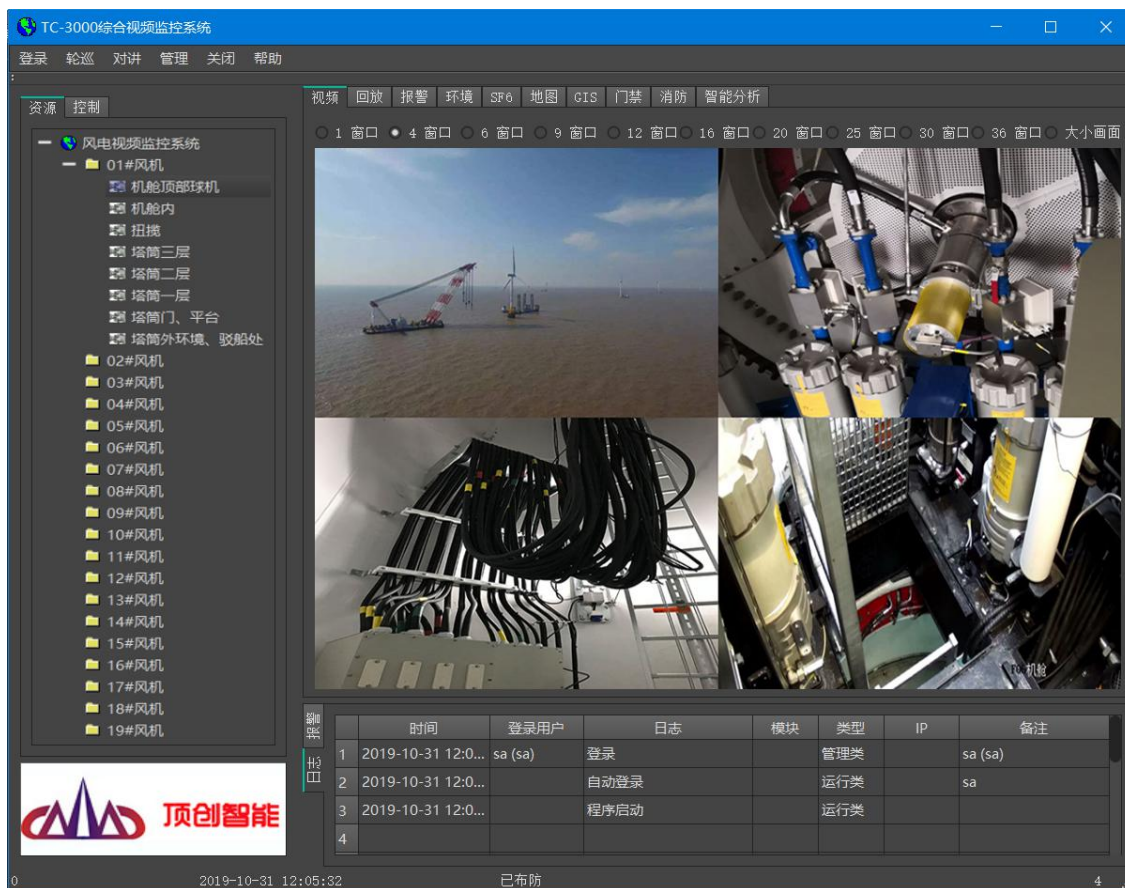 TC-3000综合视频监控系统
登录 轮巡 对讲 管理 关闭 帮助
资源 控制
视频 回放 报警 环境 SF6 地图 GIS 门禁 消防 智能分析
1 窗口 4 窗口 6 窗口 9 窗口 12 窗口 16 窗口 20 窗口 25 窗口 30 窗口 36 窗口 大小画面
风电视频监控系统
01#风机
机舱顶部球机
机舱内
扭揽
塔筒三层
塔筒二层
塔筒一层
塔筒门、平台
塔筒外环境、驳船处
02#风机
03#风机
04#风机
05#风机
06#风机
07#风机
08#风机
09#风机
10#风机
11#风机
12#风机
13#风机
14#风机
15#风机
16#风机
17#风机
18#风机
19#风机
机舱
报警
日志
时间 登录用户 日志 模块 类型 IP 备注
1 2019-10-31 12:0... sa (sa) 登录 管理类 sa (sa)
2 2019-10-31 12:0... 自动登录 运行类 sa
3 2019-10-31 12:0... 程序启动 运行类
4
顶创智能
0 2019-10-31 12:05:32 已布防 4